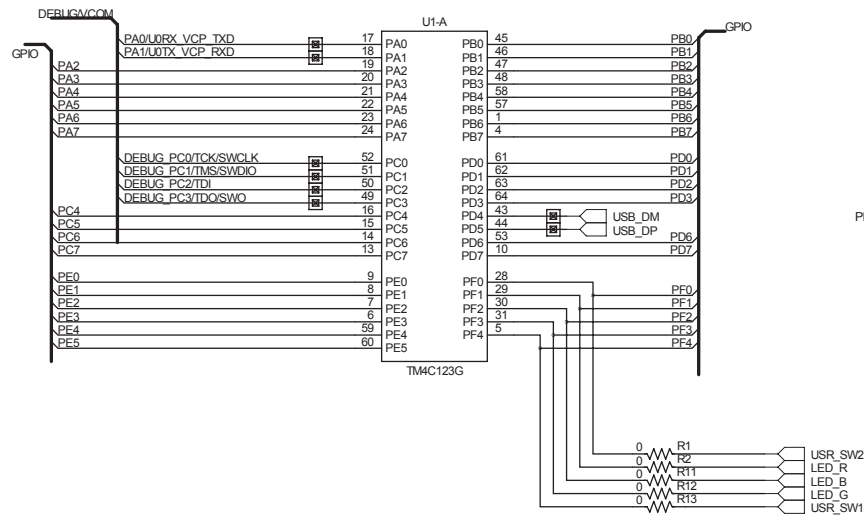 DEBUG/VCOM
GPIO
U1-A
GPIO
PA0/U0RX_VCP_TXD 17 PA0 PB0 45 PB0
PA1/U0TX_VCP_RXD 18 PA1 PB1 46 PB1
PA2 19 PA2 PB2 47 PB2
PA3 20 PA3 PB3 48 PB3
PA4 21 PA4 PB4 58 PB4
PA5 22 PA5 PB5 57 PB5
PA6 23 PA6 PB6 1 PB6
PA7 24 PA7 PB7 4 PB7
DEBUG_PC0/TCK/SWCLK 52 PC0 PD0 61 PD0
DEBUG_PC1/TMS/SWDIO 51 PC1 PD1 62 PD1
DEBUG_PC2/TDI 50 PC2 PD2 63 PD2
DEBUG_PC3/TDO/SWO 49 PC3 PD3 64 PD3
PC4 16 PC4 PD4 43 USB_DM
PC5 15 PC5 PD5 44 USB_DP
PC6 14 PC6 PD6 53 PD6
PC7 13 PC7 PD7 10 PD7
PE0 9 PE0 PF0 28 PF0
PE1 8 PE1 PF1 29 PF1
PE2 7 PE2 PF2 30 PF2
PE3 6 PE3 PF3 31 PF3
PE4 59 PE4 PF4 5 PF4
PE5 60 PE5
TM4C123G
0 R1 USR_SW2
0 R2 LED_R
0 R11 LED_B
0 R12 LED_G
0 R13 USR_SW1